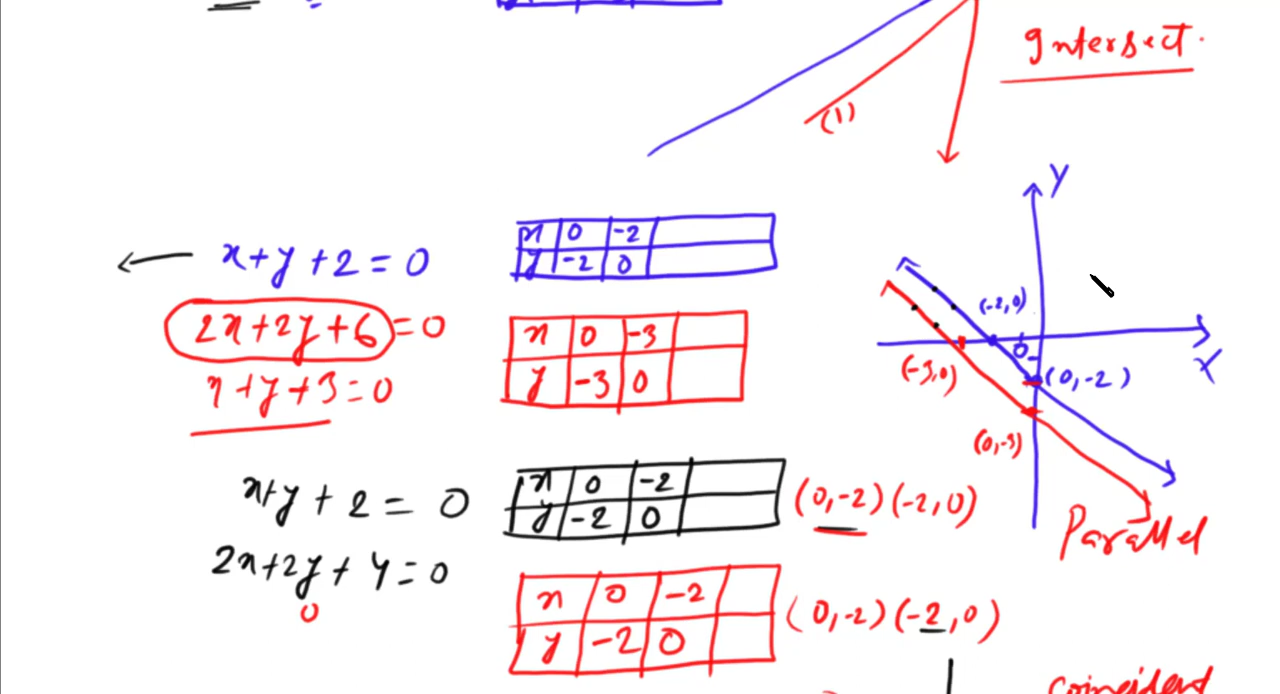 Intersect.
(1)
Y
x+y+2=0
x 0 -2
y -2 0
(-2,0)
2x+2y+6=0
x 0 -3
y -3 0
0
X
x+y+3=0
(-3,0)
(0,-2)
(0,-3)
x+y+2=0
x 0 -2
y -2 0
(0,-2)(-2,0)
Parallel
2x+2y+4=0
0
x 0 -2
y -2 0
(0,-2)(-2,0)
coincident